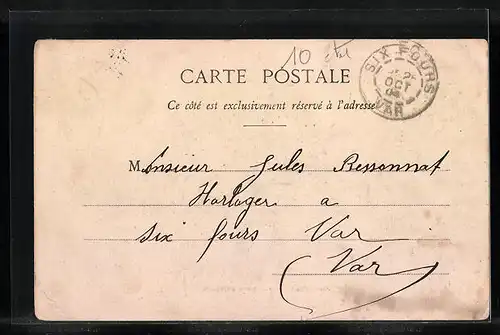 10
CARTE POSTALE
SIX FOURS
OCT
VAR
Ce côté est exclusivement réservé à l'adresse
Monsieur Jules Bessonnat
Horloger a
Six fours Var
Var